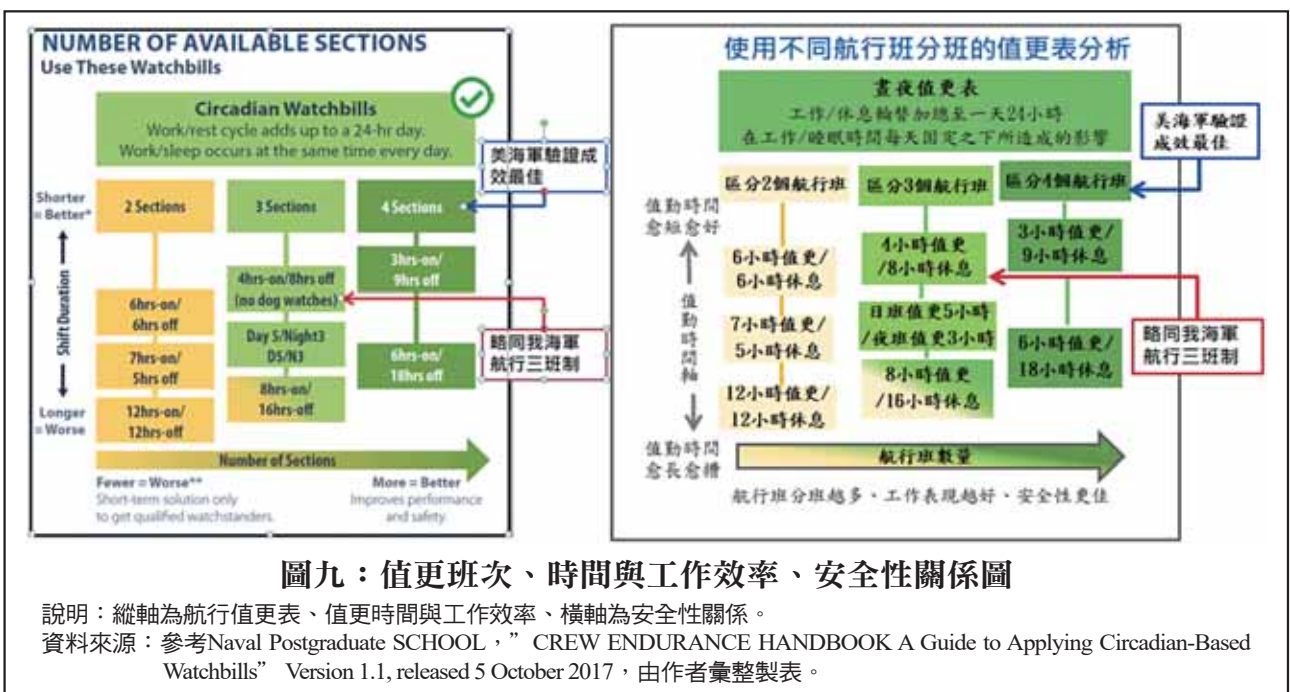 NUMBER OF AVAILABLE SECTIONS
Use These Watchbills
Circadian Watchbills
Work/rest cycle adds up to a 24-hr day.
Work/sleep occurs at the same time every day.
美海軍驗證成
效最佳
Shorter
= Better*
Shift Duration
Longer
= Worse
2 Sections
6hrs-on/
6hrs off
7hrs-on/
5hrs off
12hrs-on/
12hrs-off
3 Sections
4hrs-on/8hrs off
(no dog watches)
Day 5/Night3
D5/N3
8hrs-on/
16hrs-off
4 Sections
3hrs-on/
9hrs off
6hrs-on/
18hrs off
略同我海軍
航行三班制
Number of Sections
Fewer = Worse**
Short-term solution only
to get qualified watchstanders.
More = Better
Improves performance
and safety.
使用不同航行班分班的值更表分析
晝夜值更表
工作/休息輪替加總至一天24小時
在工作/睡眠時間每天固定之下所造成的影響
美海軍驗證
成效最佳
值勤時間
愈短愈好
值勤時間軸
值勤時間
愈長愈糟
區分2個航行班
6小時值更/
6小時休息
7小時值更/
5小時休息
12小時值更/
12小時休息
區分3個航行班
4小時值更
/8小時休息
日班值更5小時
/夜班值更3小時
8小時值更
/16小時休息
區分4個航行班
3小時值更/
9小時休息
6小時值更/
18小時休息
略同我海軍
航行三班制
航行班數量
航行班分班越多、工作表現越好、安全性更佳
圖九：值更班次、時間與工作效率、安全性關係圖
說明：縱軸為航行值更表、值更時間與工作效率、橫軸為安全性關係。
資料來源：參考Naval Postgraduate SCHOOL，” CREW ENDURANCE HANDBOOK A Guide to Applying Circadian-Based
Watchbills” Version 1.1, released 5 October 2017，由作者彙整製表。